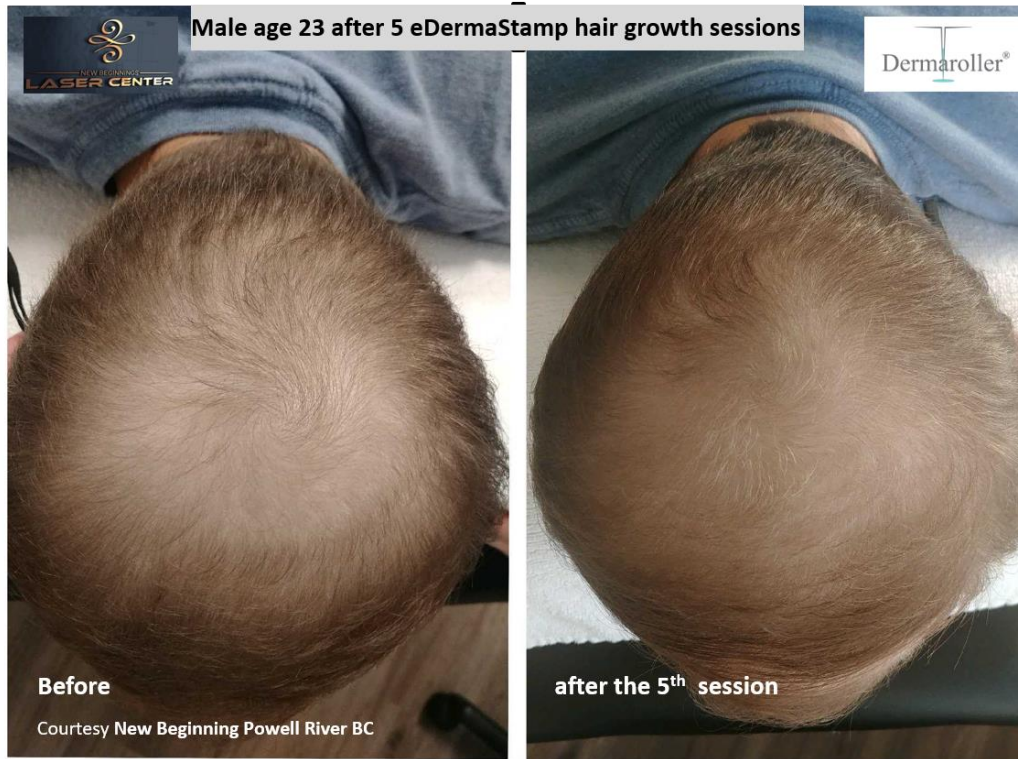 Male age 23 after 5 eDermaStamp hair growth sessions
NEW BEGINNINGS
LASER CENTER
Dermaroller®
Before
Courtesy New Beginning Powell River BC
after the 5th session